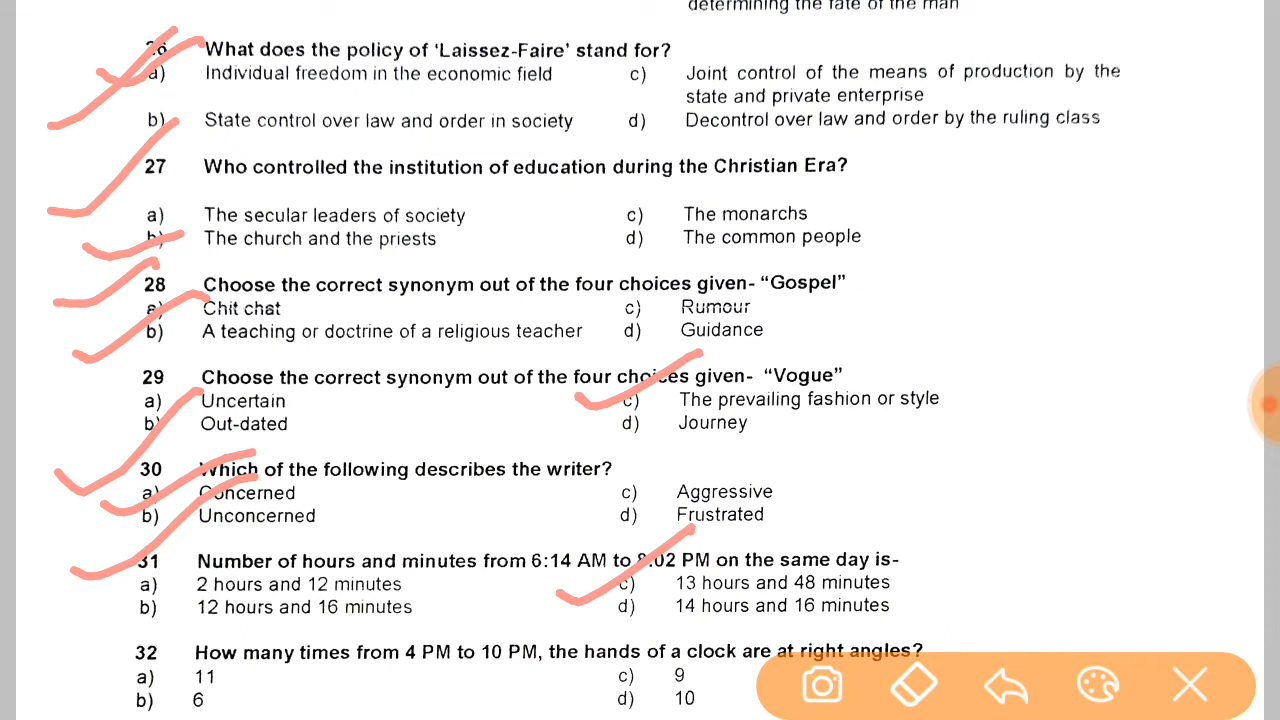 determining the fate of the man
26 What does the policy of 'Laissez-Faire' stand for?
a) Individual freedom in the economic field c) Joint control of the means of production by the
state and private enterprise
b) State control over law and order in society d) Decontrol over law and order by the ruling class
27 Who controlled the institution of education during the Christian Era?
a) The secular leaders of society c) The monarchs
b) The church and the priests d) The common people
28 Choose the correct synonym out of the four choices given- "Gospel"
a) Chit chat c) Rumour
b) A teaching or doctrine of a religious teacher d) Guidance
29 Choose the correct synonym out of the four choices given- "Vogue"
a) Uncertain c) The prevailing fashion or style
b) Out-dated d) Journey
30 Which of the following describes the writer?
a) Concerned c) Aggressive
b) Unconcerned d) Frustrated
31 Number of hours and minutes from 6:14 AM to 8:02 PM on the same day is-
a) 2 hours and 12 minutes c) 13 hours and 48 minutes
b) 12 hours and 16 minutes d) 14 hours and 16 minutes
32 How many times from 4 PM to 10 PM, the hands of a clock are at right angles?
a) 11 c) 9
b) 6 d) 10